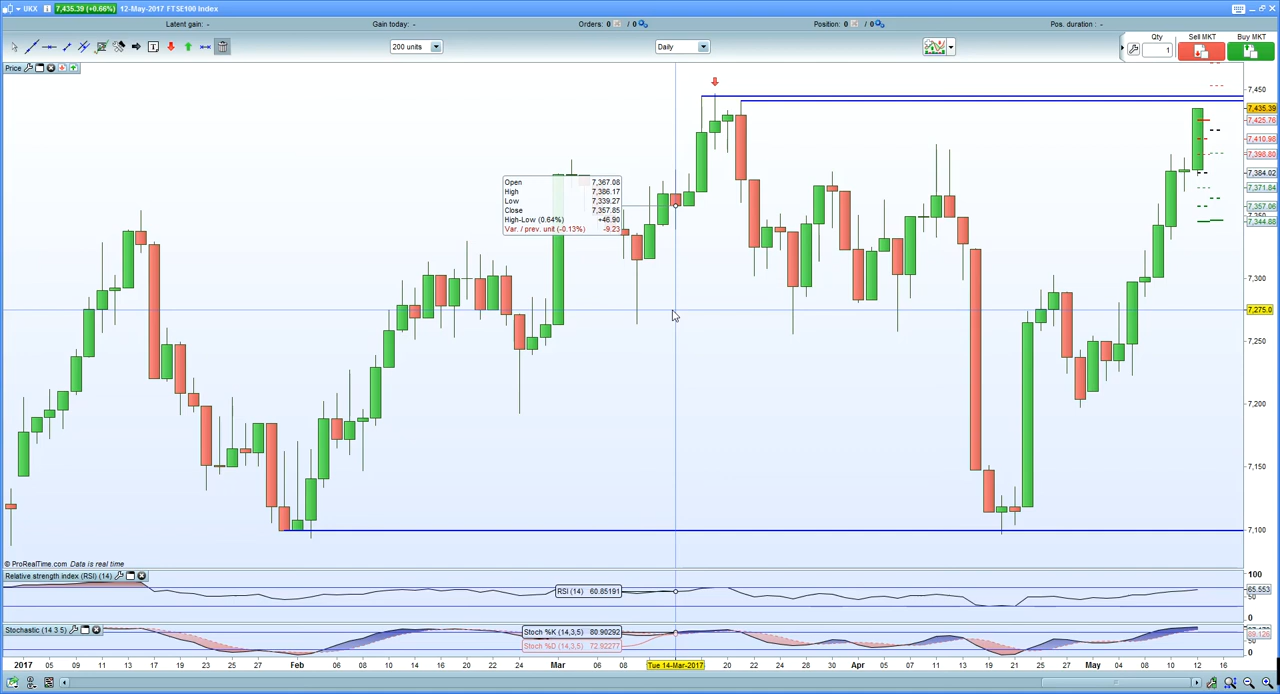 UKX 7,435.39 (+0.66%) 12-May-2017 FTSE100 Index
Latent gain: - Gain today: - Orders: 0 / 0 Position: 0 / 0 Pos. duration : -
200 units Daily Qty Sell MKT Buy MKT
1
Price
7,450
7,435.39
7,425.76
7,410.98
7,398.80
7,384.02
7,371.84
7,357.06
7,350
7,344.88
Open 7,367.08
High 7,386.17
Low 7,339.27
Close 7,357.85
High-Low (0.64%) +46.90
Var. / prev. unit (-0.13%) -9.23
7,300
7,275.0
7,250
7,200
7,150
7,100
© ProRealTime.com Data is real time
Relative strength index (RSI) (14) 100
RSI (14) 60.85191 65.553
50
0
Stochastic (14 3 5) Stoch %K (14,3,5) 80.90292
89.126
Stoch %D (14,3,5) 72.92277
0
2017 05 09 11 13 17 19 23 25 27 Feb 06 08 10 14 16 20 22 24 Mar 06 08 Tue 14-Mar-2017 20 22 24 28 30 Apr 05 07 11 13 19 21 25 27 May 04 08 10 12 16